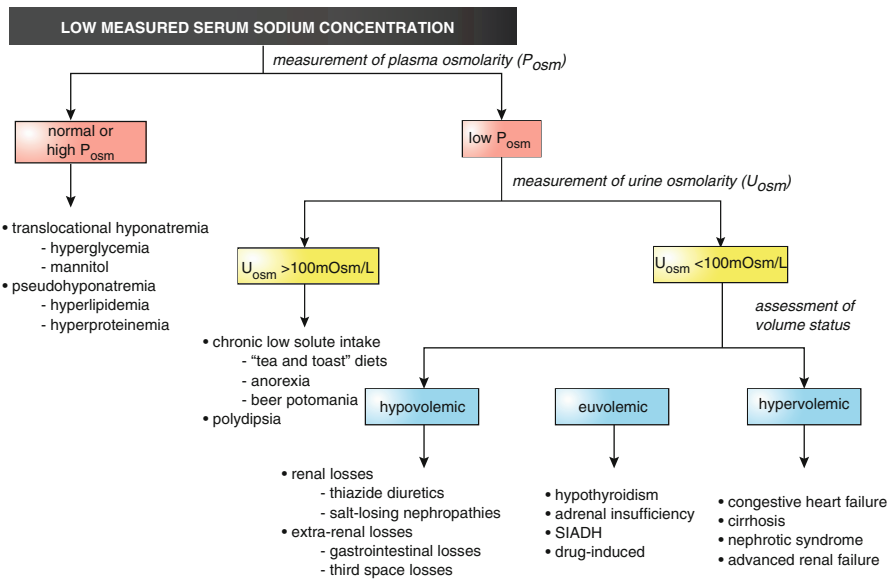 LOW MEASURED SERUM SODIUM CONCENTRATION
measurement of plasma osmolarity (Posm)
normal or
high Posm
low Posm
measurement of urine osmolarity (Uosm)
• translocational hyponatremia
- hyperglycemia
- mannitol
• pseudohyponatremia
- hyperlipidemia
- hyperproteinemia
Uosm >100mOsm/L
Uosm <100mOsm/L
assessment of
volume status
• chronic low solute intake
- “tea and toast” diets
- anorexia
- beer potomania
• polydipsia
hypovolemic
euvolemic
hypervolemic
• renal losses
- thiazide diuretics
- salt-losing nephropathies
• extra-renal losses
- gastrointestinal losses
- third space losses
• hypothyroidism
• adrenal insufficiency
• SIADH
• drug-induced
• congestive heart failure
• cirrhosis
• nephrotic syndrome
• advanced renal failure